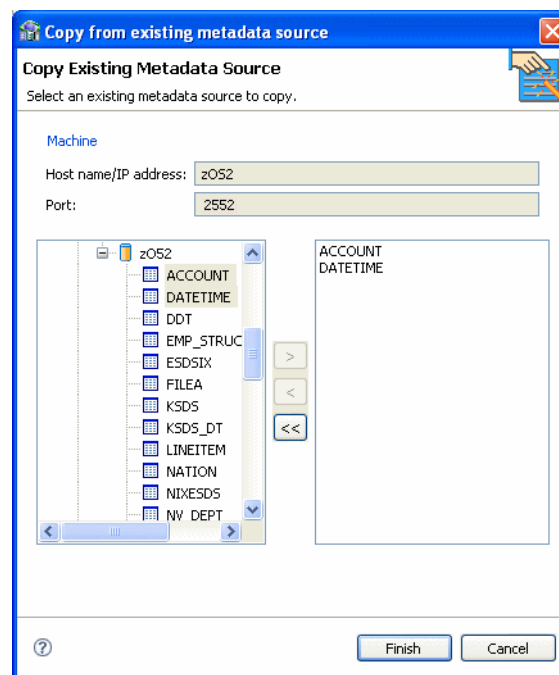 Copy from existing metadata source
Copy Existing Metadata Source
Select an existing metadata source to copy.
Machine
Host name/IP address: zOS2
Port: 2552
zOS2
ACCOUNT
DATETIME
DDT
EMP_STRUC
ESDSIX
FILEA
KSDS
KSDS_DT
LINEITEM
NATION
NIXESDS
NV_DEPT
>
<
<<
ACCOUNT
DATETIME
?
Finish Cancel